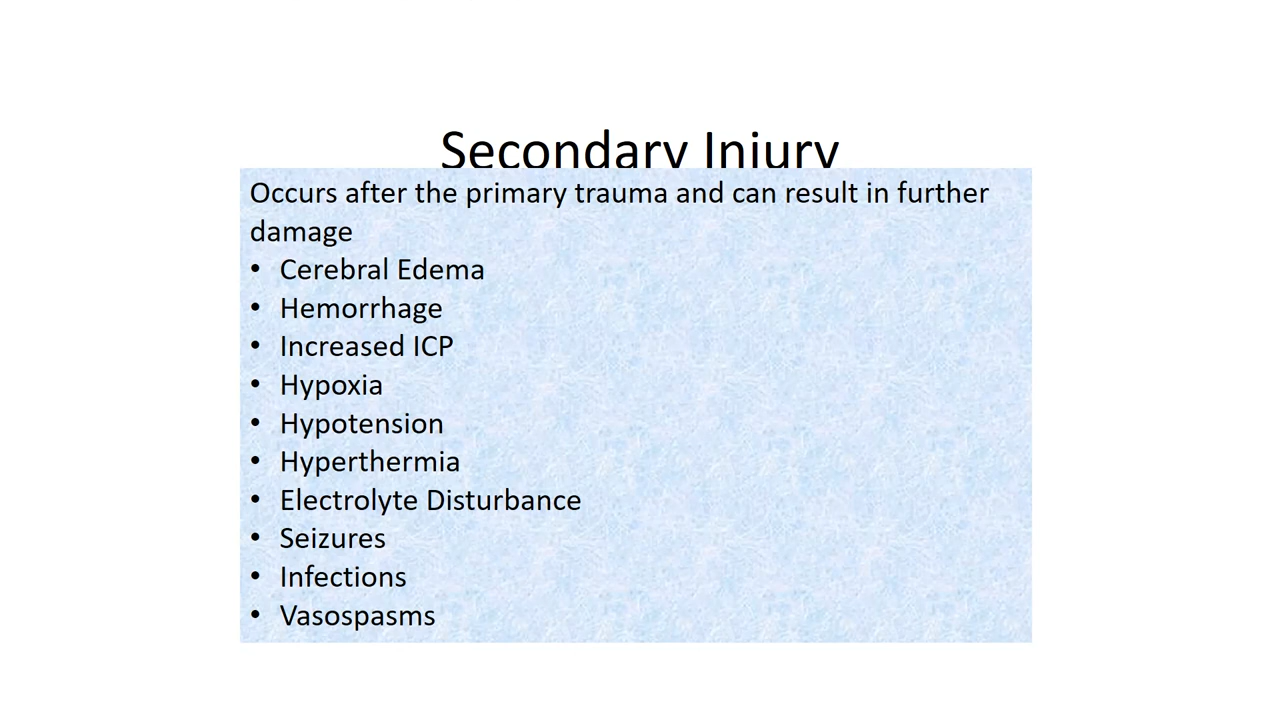 Secondary Injury
Occurs after the primary trauma and can result in further
damage
• Cerebral Edema
• Hemorrhage
• Increased ICP
• Hypoxia
• Hypotension
• Hyperthermia
• Electrolyte Disturbance
• Seizures
• Infections
• Vasospasms